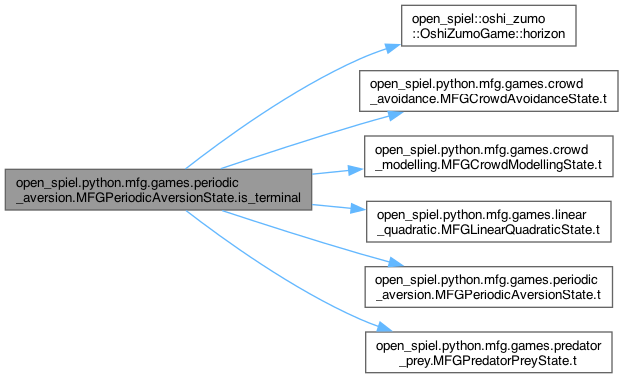 open_spiel::oshi_zumo
::OshiZumoGame::horizon
open_spiel.python.mfg.games.crowd
_avoidance.MFGCrowdAvoidanceState.t
open_spiel.python.mfg.games.crowd
_modelling.MFGCrowdModellingState.t
open_spiel.python.mfg.games.periodic
_aversion.MFGPeriodicAversionState.is_terminal
open_spiel.python.mfg.games.linear
_quadratic.MFGLinearQuadraticState.t
open_spiel.python.mfg.games.periodic
_aversion.MFGPeriodicAversionState.t
open_spiel.python.mfg.games.predator
_prey.MFGPredatorPreyState.t